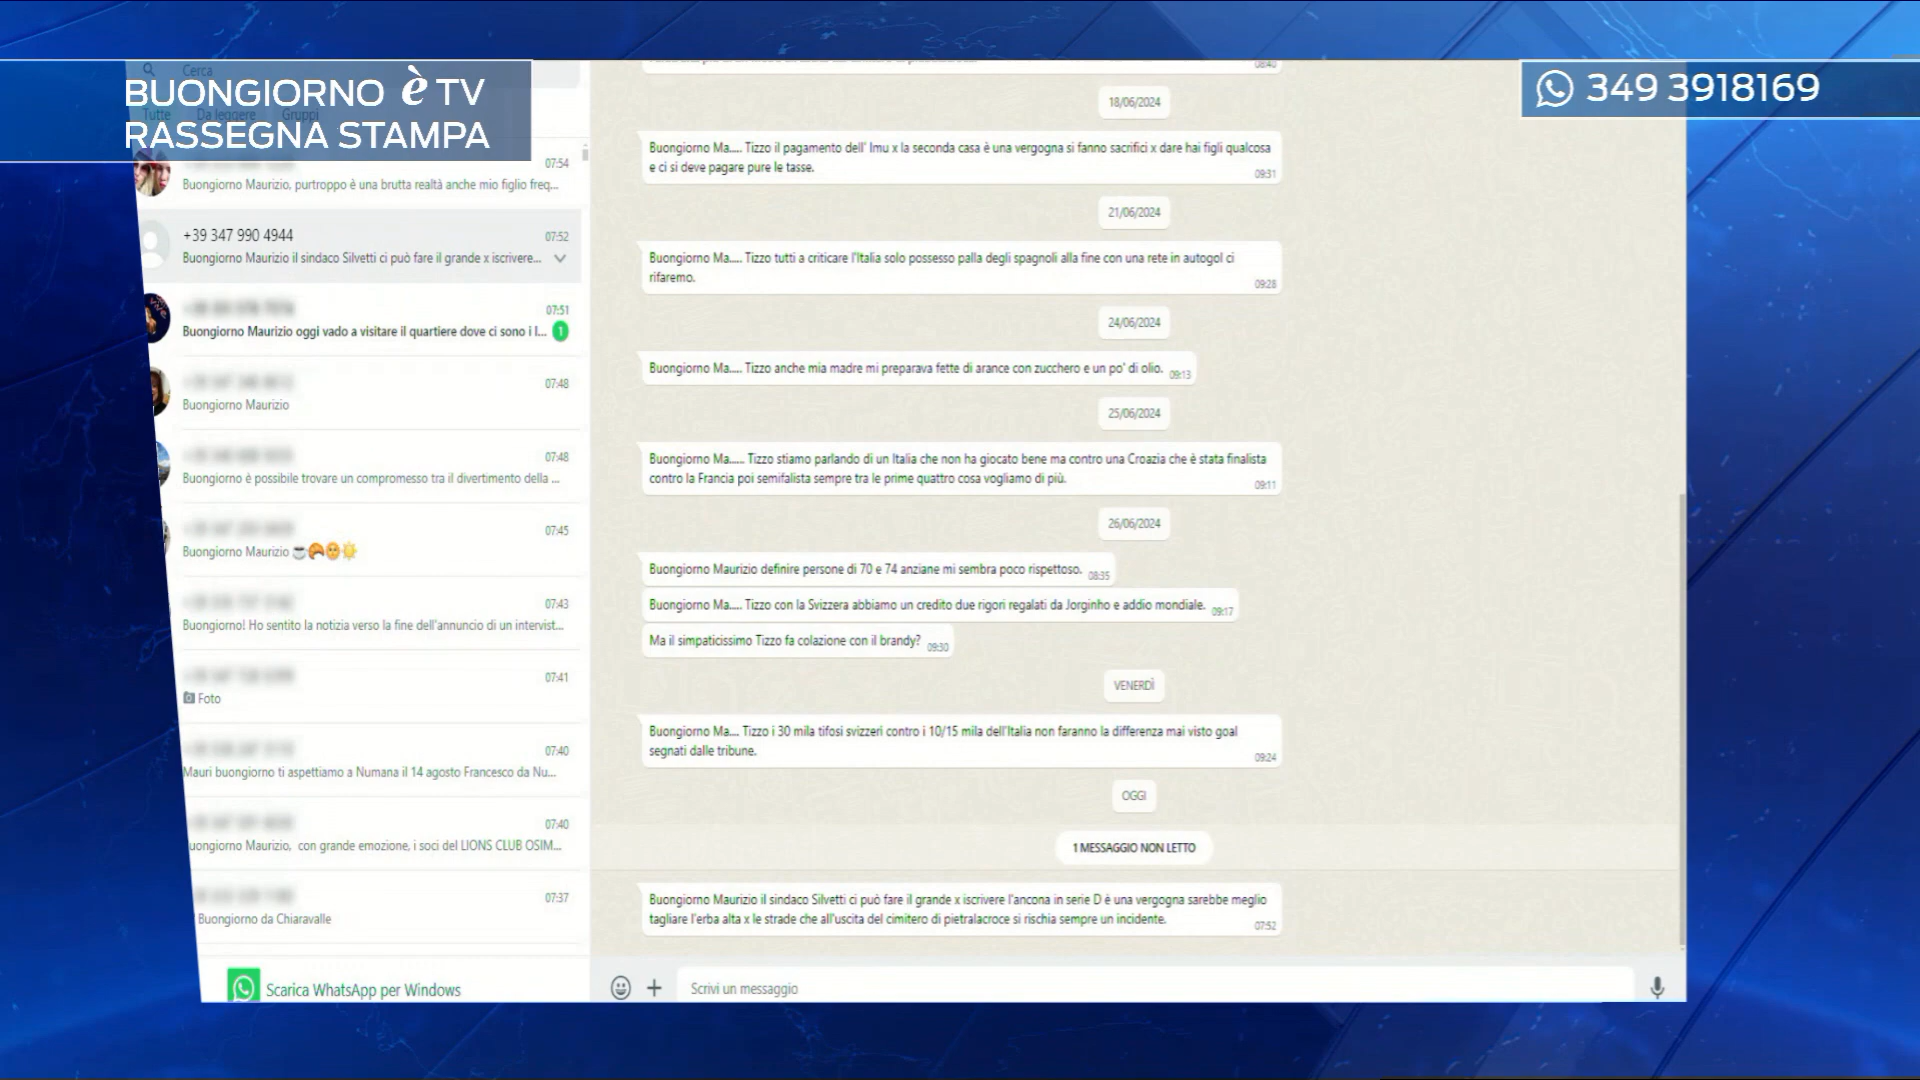 BUONGIORNO è TV
RASSEGNA STAMPA
349 3918169
Cerca
Tutte Da leggere Gruppi
07:54
Buongiorno Maurizio, purtroppo è una brutta realtà anche mio figlio freq...
+39 347 990 4944
07:52
Buongiorno Maurizio il sindaco Silvetti ci può fare il grande x iscrivere...
07:51
Buongiorno Maurizio oggi vado a visitare il quartiere dove ci sono i l...
1
07:48
Buongiorno Maurizio
07:48
Buongiorno è possibile trovare un compromesso tra il divertimento della ...
07:45
Buongiorno Maurizio ☕🥐🙂☀️
07:43
Buongiorno! Ho sentito la notizia verso la fine dell'annuncio di un intervist...
07:41
Foto
07:40
Mauri buongiorno ti aspettiamo a Numana il 14 agosto Francesco da Nu...
07:40
uongiorno Maurizio, con grande emozione, i soci del LIONS CLUB OSIM...
07:37
Buongiorno da Chiaravalle
Scarica WhatsApp per Windows
08:40
18/06/2024
Buongiorno Ma.... Tizzo il pagamento dell' Imu x la seconda casa è una vergogna si fanno sacrifici x dare hai figli qualcosa
e ci si deve pagare pure le tasse.
09:31
21/06/2024
Buongiorno Ma.... Tizzo tutti a criticare l'Italia solo possesso palla degli spagnoli alla fine con una rete in autogol ci
rifaremo.
09:28
24/06/2024
Buongiorno Ma.... Tizzo anche mia madre mi preparava fette di arance con zucchero e un po' di olio.
09:13
25/06/2024
Buongiorno Ma..... Tizzo stiamo parlando di un Italia che non ha giocato bene ma contro una Croazia che è stata finalista
contro la Francia poi semifalista sempre tra le prime quattro cosa vogliamo di più.
09:11
26/06/2024
Buongiorno Maurizio definire persone di 70 e 74 anziane mi sembra poco rispettoso.
08:35
Buongiorno Ma.... Tizzo con la Svizzera abbiamo un credito due rigori regalati da Jorginho e addio mondiale.
09:17
Ma il simpaticissimo Tizzo fa colazione con il brandy?
09:30
VENERDÌ
Buongiorno Ma.... Tizzo i 30 mila tifosi svizzeri contro i 10/15 mila dell'Italia non faranno la differenza mai visto goal
segnati dalle tribune.
09:24
OGGI
1 MESSAGGIO NON LETTO
Buongiorno Maurizio il sindaco Silvetti ci può fare il grande x iscrivere l'ancona in serie D è una vergogna sarebbe meglio
tagliare l'erba alta x le strade che all'uscita del cimitero di pietralacroce si rischia sempre un incidente.
07:52
Scrivi un messaggio